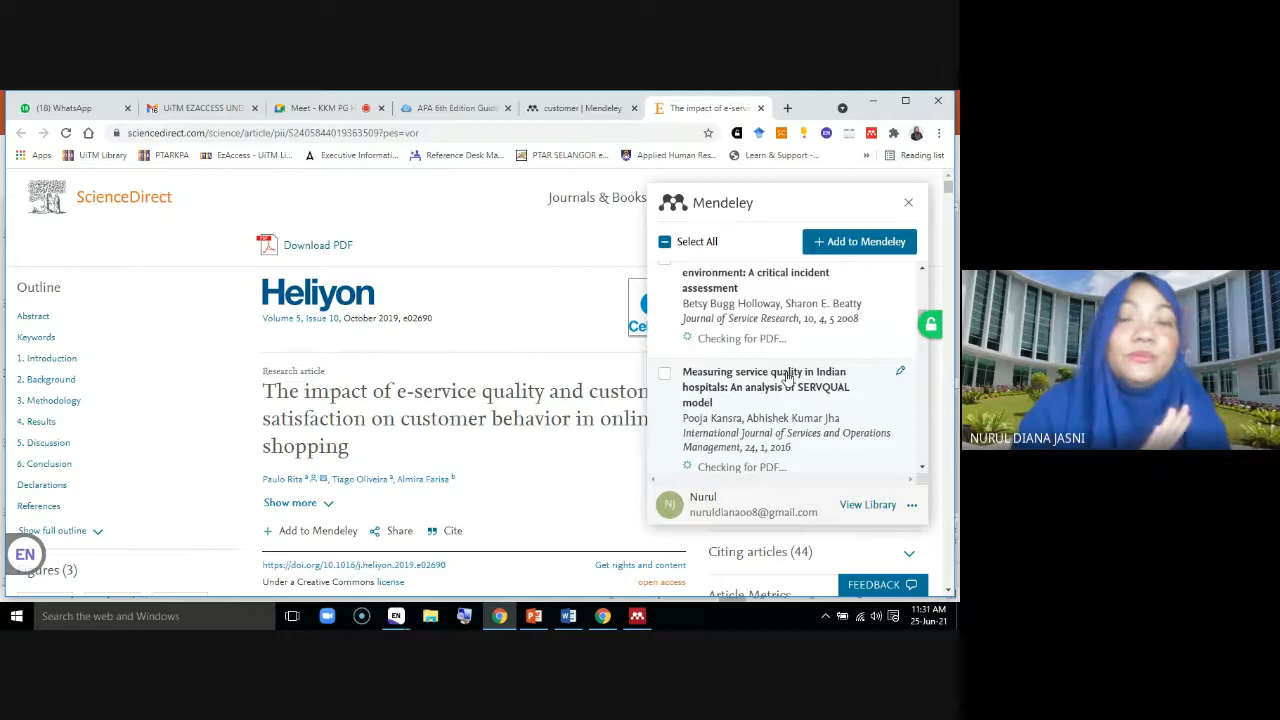 (18) WhatsApp
UiTM EZACCESS UND
Meet - KKM PG H
APA 6th Edition Guide
customer | Mendeley
The impact of e-servi
sciencedirect.com/science/article/pii/S2405844019363509?pes=vor
Apps
UiTM Library
PTARKPA
EzAccess - UiTM Li...
Executive Informati...
Reference Desk Ma...
PTAR SELANGOR e...
Applied Human Res...
Learn & Support -...
»
Reading list
ScienceDirect
Journals & Books
Download PDF
Outline
Abstract
Keywords
1. Introduction
2. Background
3. Methodology
4. Results
5. Discussion
6. Conclusion
Declarations
References
Show full outline
EN
Figures (3)
Heliyon
Volume 5, Issue 10, October 2019, e02690
Ce
Research article
The impact of e-service quality and custom
satisfaction on customer behavior in onlin
shopping
Paulo Rita a, Tiago Oliveira a, Almira Farisa b
Show more
+ Add to Mendeley
Share
Cite
https://doi.org/10.1016/j.heliyon.2019.e02690
Get rights and content
Under a Creative Commons license
open access
Mendeley
Select All
+ Add to Mendeley
environment: A critical incident
assessment
Betsy Bugg Holloway, Sharon E. Beatty
Journal of Service Research, 10, 4, 5 2008
Checking for PDF...
Measuring service quality in Indian
hospitals: An analysis of SERVQUAL
model
Pooja Kansra, Abhishek Kumar Jha
International Journal of Services and Operations
Management, 24, 1, 2016
Checking for PDF...
NJ
Nurul
nuruldiana008@gmail.com
View Library
Citing articles (44)
FEEDBACK
Article Metrics
Search the web and Windows
EN
11:31 AM
25-Jun-21
NURUL DIANA JASNI